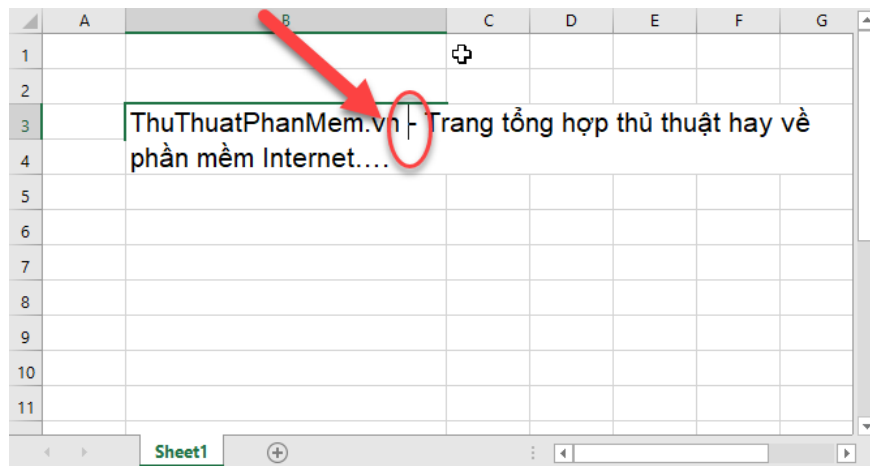 A B C D E F G
1
2
3 ThuThuatPhanMem.vn - Trang tổng hợp thủ thuật hay về
4 phần mềm Internet....
5
6
7
8
9
10
11
Sheet1